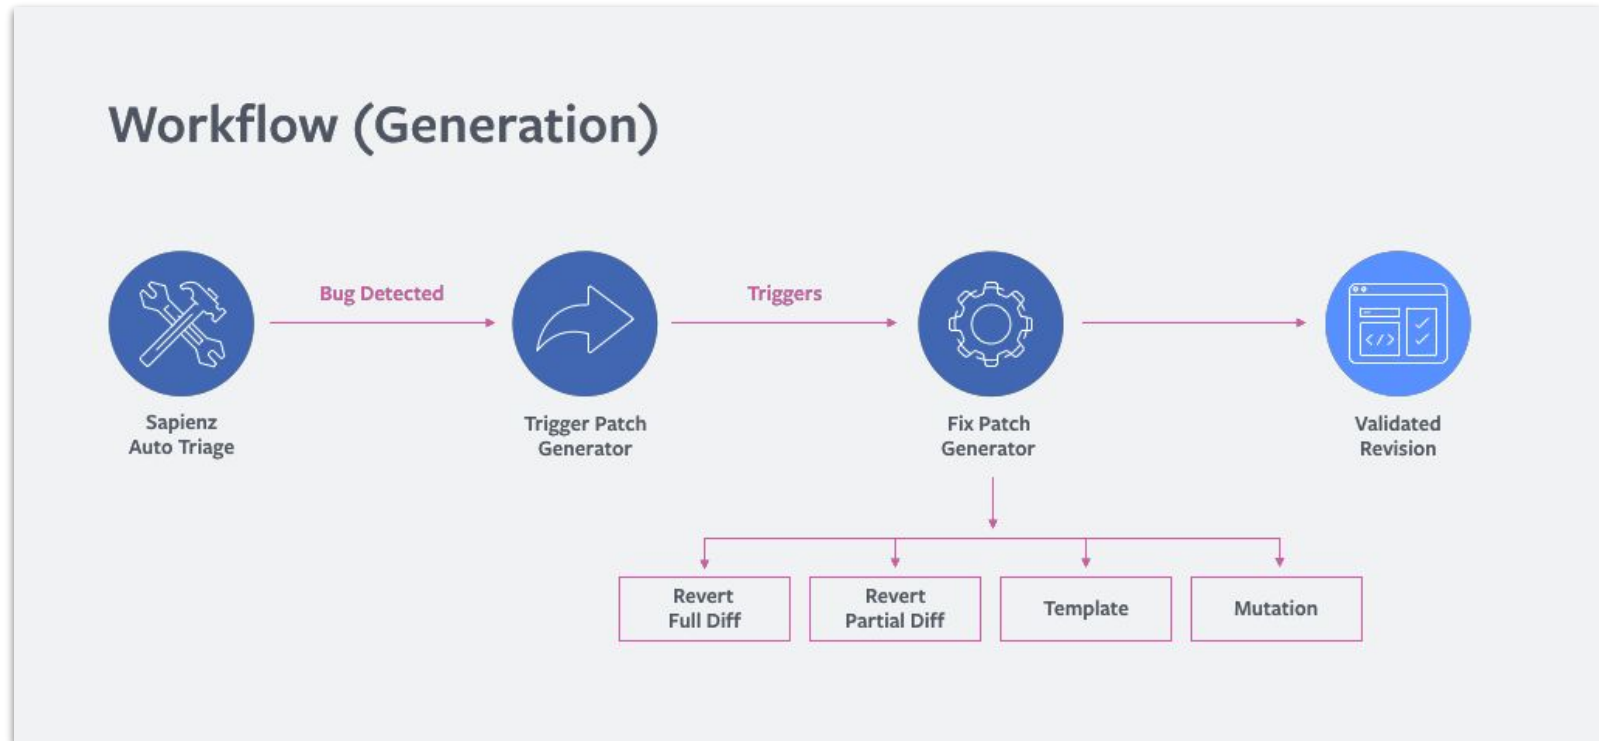 Workflow (Generation)
Bug Detected
Triggers
</>
Sapienz
Auto Triage
Trigger Patch
Generator
Fix Patch
Generator
Validated
Revision
Revert
Full Diff
Revert
Partial Diff
Template
Mutation